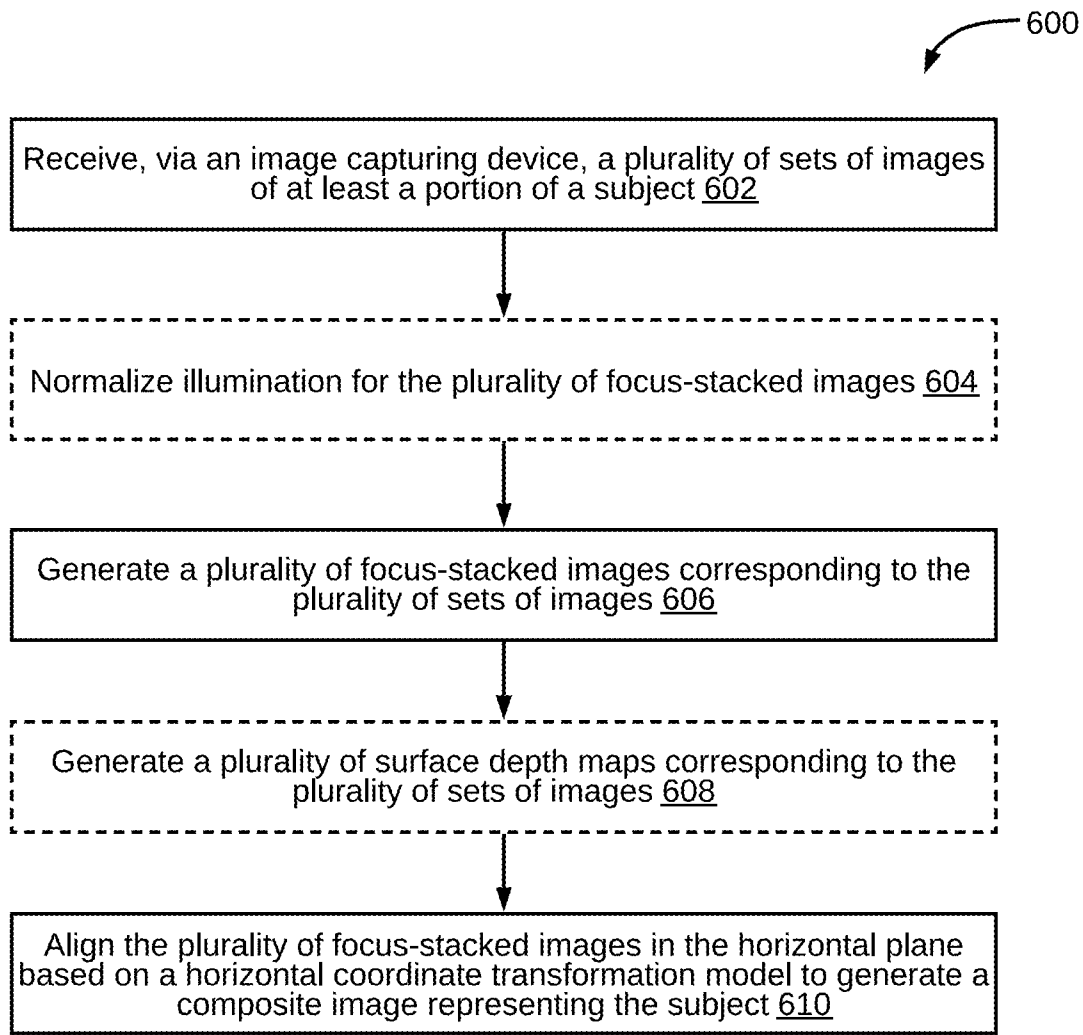 600
Receive, via an image capturing device, a plurality of sets of images
of at least a portion of a subject 602
Normalize illumination for the plurality of focus-stacked images 604
Generate a plurality of focus-stacked images corresponding to the
plurality of sets of images 606
Generate a plurality of surface depth maps corresponding to the
plurality of sets of images 608
Align the plurality of focus-stacked images in the horizontal plane
based on a horizontal coordinate transformation model to generate a
composite image representing the subject 610